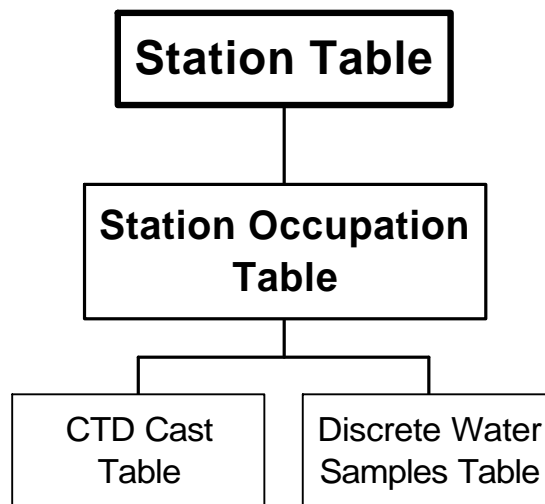 Station Table
Station Occupation
Table
CTD Cast
Table
Discrete Water
Samples Table